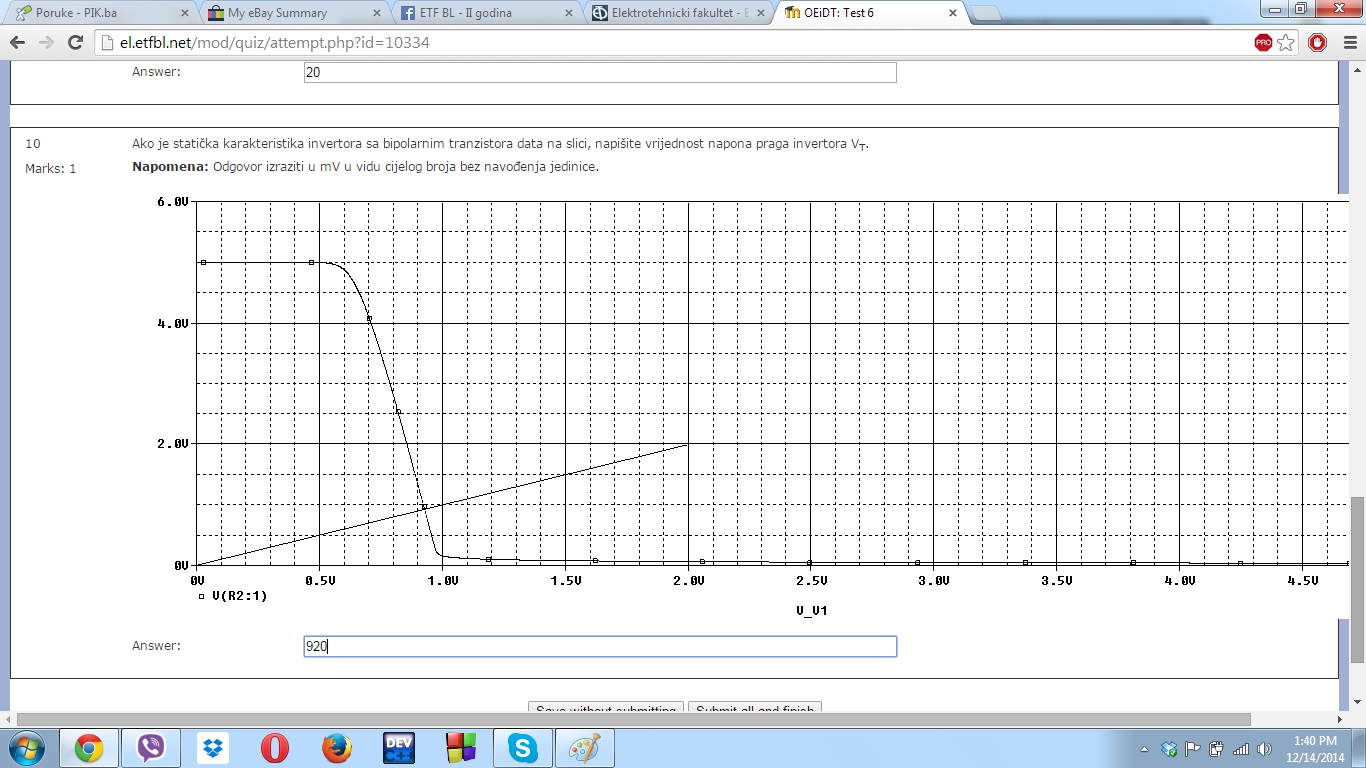 Poruke - PIK.ba
My eBay Summary
ETF BL - II godina
Elektrotehnicki fakultet - E
OEiDT: Test 6
el.etfbl.net/mod/quiz/attempt.php?id=10334
PRO
Answer:
20
10
Ako je statička karakteristika invertora sa bipolarnim tranzistora data na slici, napišite vrijednost napona praga invertora VT.
Marks: 1
Napomena: Odgovor izraziti u mV u vidu cijelog broja bez navođenja jedinice.
6.0V
4.0V
2.0V
0V
0V 0.5V 1.0V 1.5V 2.0V 2.5V 3.0V 3.5V 4.0V 4.5V
V(R2:1)
V_V1
Answer:
920
Save without submitting
Submit all and finish
DEV
C++
1:40 PM
12/14/2014